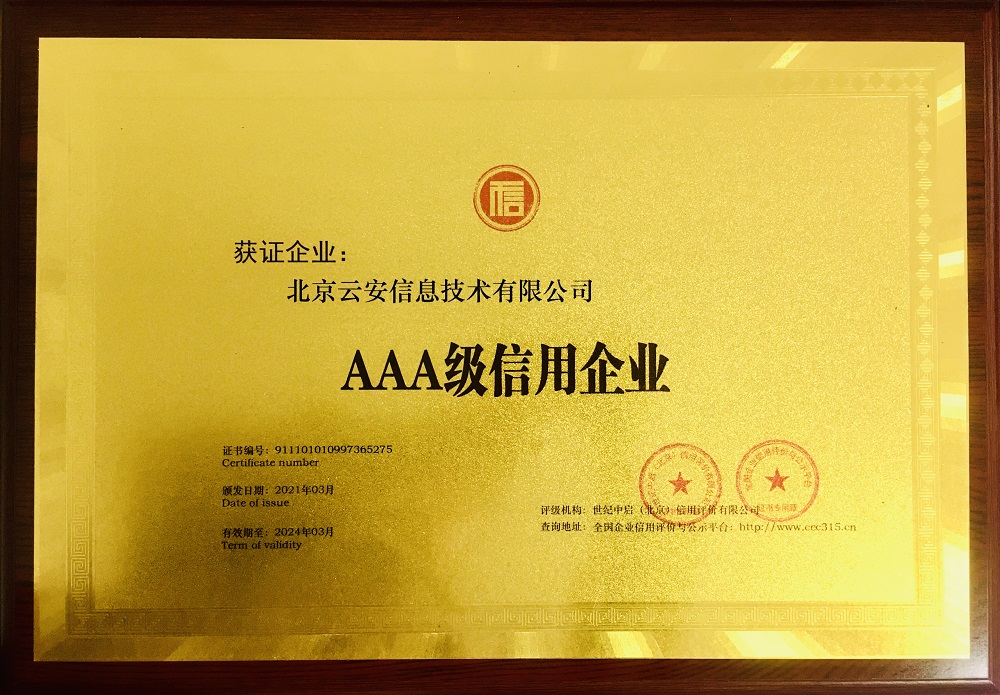 信
获证企业：
北京云安信息技术有限公司
AAA级信用企业
证书编号：911101010997365275
Certificate number
颁发日期：2021年03月
Date of issue
有效期至：2024年03月
Term of validity
评级机构：世纪中启（北京）信用评价有限公司
查询地址：全国企业信用评价与公示平台：http://www.cec315.cn